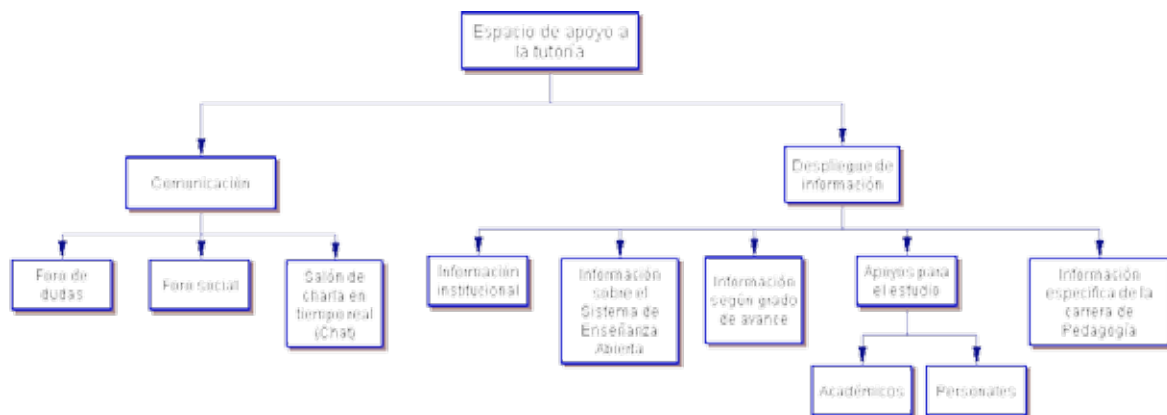 Espacio de apoyo a
la tutoría
Comunicación
Despliegue de
información
Foro de
dudas
Foro social
Salón de
charla en
tiempo real
(Chat)
Información
institucional
Información
sobre el
Sistema de
Enseñanza
Abierta
Información
según grado
de avance
Apoyos para
el estudio
Información
especifica de la
carrera de
Pedagogía
Académicos
Personales